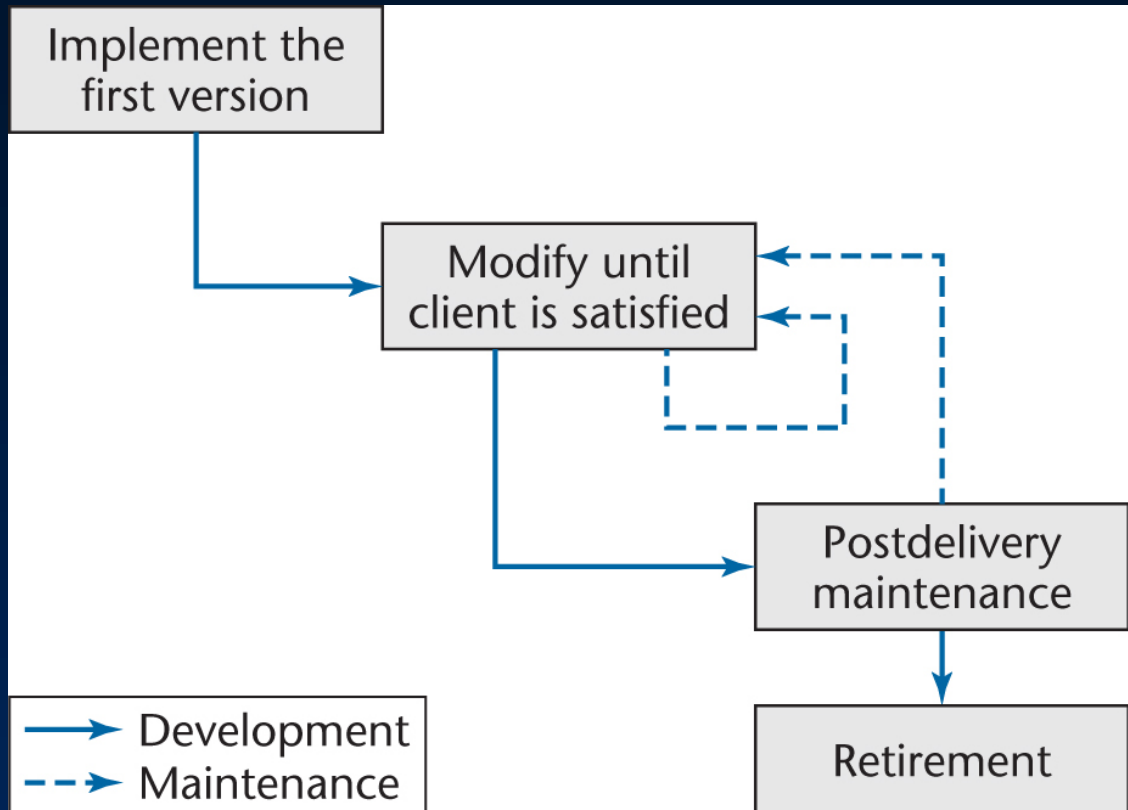 Implement the
first version
Modify until
client is satisfied
Postdelivery
maintenance
Development
Maintenance
Retirement